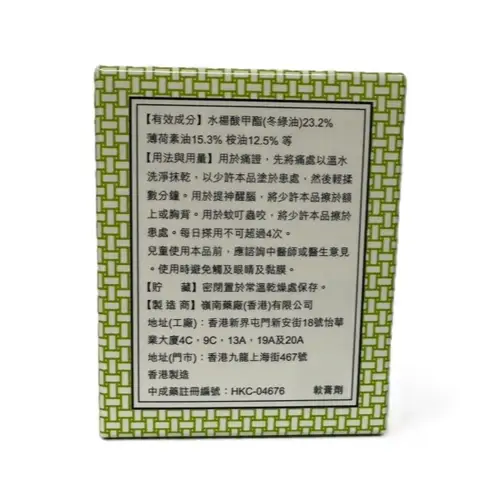 【有效成分】水楊酸甲酯(冬綠油)23.2%
薄荷素油15.3% 桉油12.5% 等
【用法與用量】用於痛證，先將痛處以溫水
洗淨抹乾，以少許本品塗於患處，然後輕揉
數分鐘。用於提神醒腦，將少許本品擦於額
上或胸背。用於蚊叮蟲咬，將少許本品擦於
患處。每日搽用不可超過4次。
兒童使用本品前，應諮詢中醫師或醫生意見
。使用時避免觸及眼睛及黏膜。
【貯　藏】密閉置於常溫乾燥處保存。
【製 造 商】嶺南藥廠(香港)有限公司
地址(工廠)：香港新界屯門新安街18號怡華
業大廈4C，9C，13A，19A及20A
地址(門市)：香港九龍上海街467號
香港製造
中成藥註冊編號：HKC-04676 軟膏劑